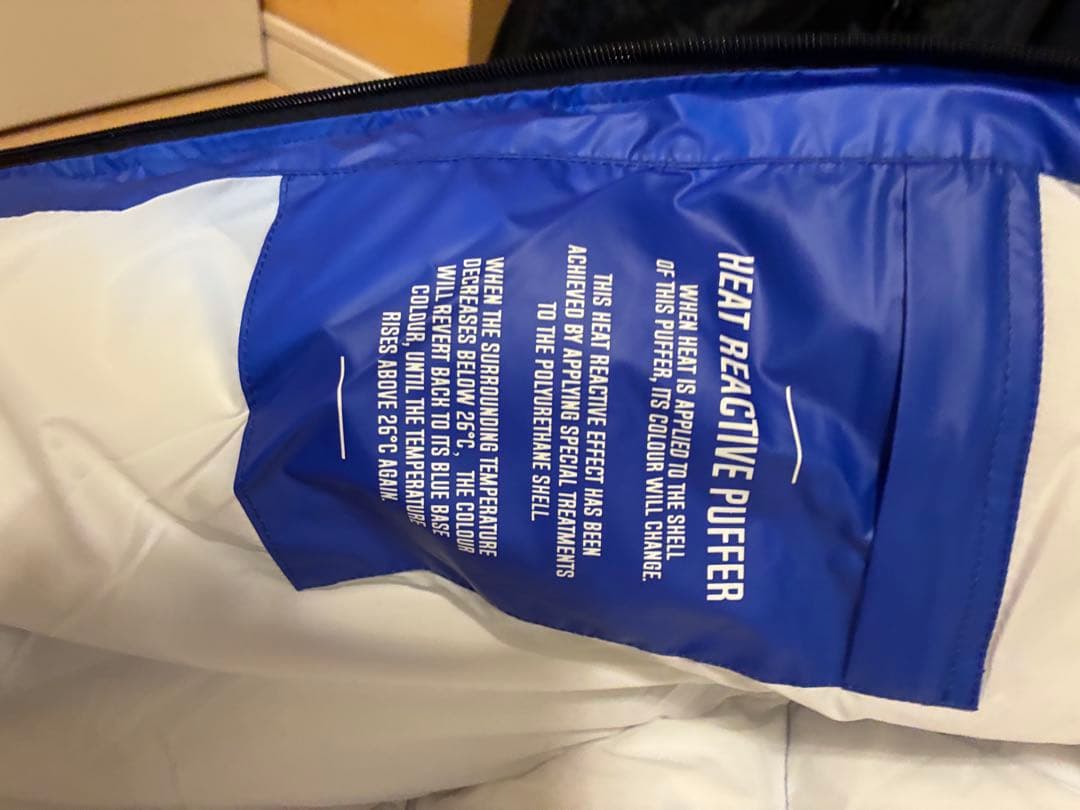 HEAT REACTIVE PUFFER
WHEN HEAT IS APPLIED TO THE SHELL
OF THIS PUFFER, ITS COLOUR WILL CHANGE.
THIS HEAT REACTIVE EFFECT HAS BEEN
ACHIEVED BY APPLYING SPECIAL TREATMENTS
TO THE POLYURETHANE SHELL
WHEN THE SURROUNDING TEMPERATURE
DECREASES BELOW 26°C, THE COLOUR
WILL REVERT BACK TO ITS BLUE BASE
COLOUR, UNTIL THE TEMPERATURE
RISES ABOVE 26°C AGAIN.